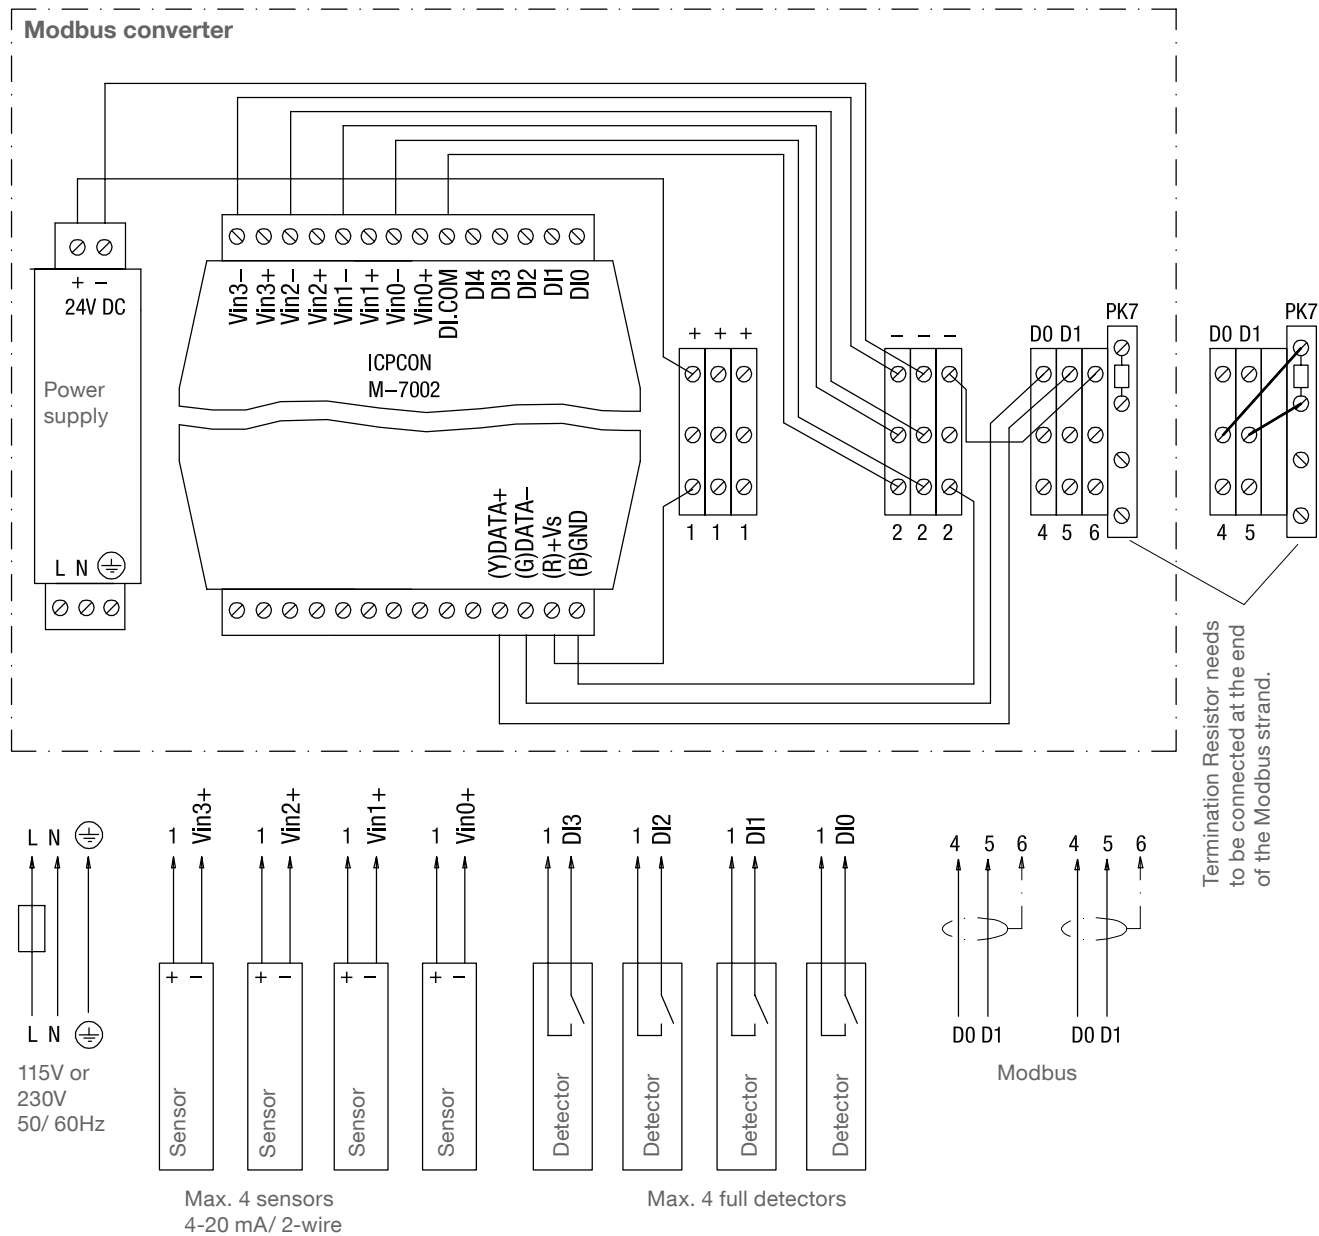 Modbus converter
+ −
24V DC
Power
supply
L N
Vin3−
Vin3+
Vin2−
Vin2+
Vin1−
Vin1+
Vin0−
Vin0+
DI.COM
DI4
DI3
DI2
DI1
DI0
ICPCON
M−7002
(Y)DATA+
(G)DATA−
(R)+Vs
(B)GND
+ + +
1 1 1
− − −
2 2 2
D0 D1
PK7
4 5 6
D0 D1
PK7
4 5
Termination Resistor needs
to be connected at the end
of the Modbus strand.
L N
L N
115V or
230V
50/ 60Hz
1 Vin3+
+ −
Sensor
1 Vin2+
+ −
Sensor
1 Vin1+
+ −
Sensor
1 Vin0+
+ −
Sensor
Max. 4 sensors
4-20 mA/ 2-wire
1 DI3
Detector
1 DI2
Detector
1 DI1
Detector
1 DI0
Detector
Max. 4 full detectors
4 5 6
D0 D1
4 5 6
D0 D1
Modbus